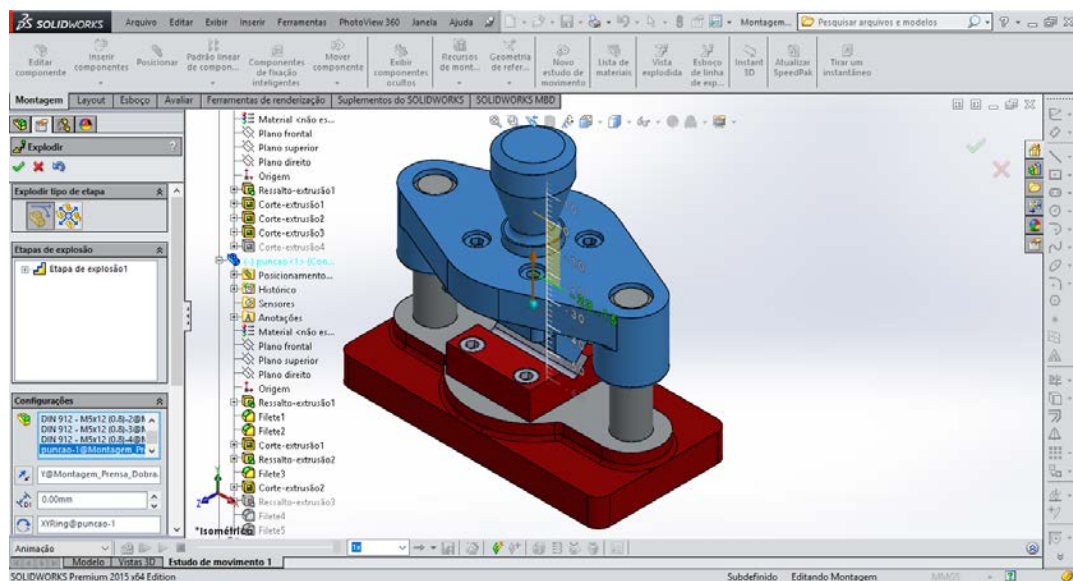 SOLIDWORKS Arquivo Editar Exibir Inserir Ferramentas PhotoView 360 Janela Ajuda Montagem... Pesquisar arquivos e modelos
Editar componente
Inserir componentes
Posicionar
Padrão linear de compon...
Componentes de fixação inteligentes
Mover componente
Exibir componentes ocultos
Recursos de mont...
Geometria de refer...
Novo estudo de movimento
Lista de materiais
Vista explodida
Esboço de linha de exp...
Instant 3D
Atualizar SpeedPak
Tirar um instantâneo
Montagem Layout Esboço Avaliar Ferramentas de renderização Suplementos do SOLIDWORKS SOLIDWORKS MBD
Explodir ?
Explodir tipo de etapa
Etapas de explosão
Etapa de explosão1
Configurações
DIN 912 - M5x12 (0.8)-2@M
DIN 912 - M5x12 (0.8)-3@M
DIN 912 - M5x12 (0.8)-4@M
puncao-1@Montagem_Pr
Y@Montagem_Prensa_Dobra
0.00mm
XYRing@puncao-1
Material <não es...
Plano frontal
Plano superior
Plano direito
Origem
Ressalto-extrusão1
Corte-extrusão1
Corte-extrusão2
Corte-extrusão3
Corte-extrusão4
(-) puncao<1> (Con...
Posicionamento...
Histórico
Sensores
Anotações
Material <não es...
Plano frontal
Plano superior
Plano direito
Origem
Ressalto-extrusão1
Filete1
Filete2
Corte-extrusão1
Ressalto-extrusão2
Filete3
Corte-extrusão2
Ressalto-extrusão3
Filete4
Filete5
Y
Z
X
*Isométrica
Animação 1x
Modelo Vistas 3D Estudo de movimento 1
SOLIDWORKS Premium 2015 x64 Edition Subdefinido Editando Montagem MMGS